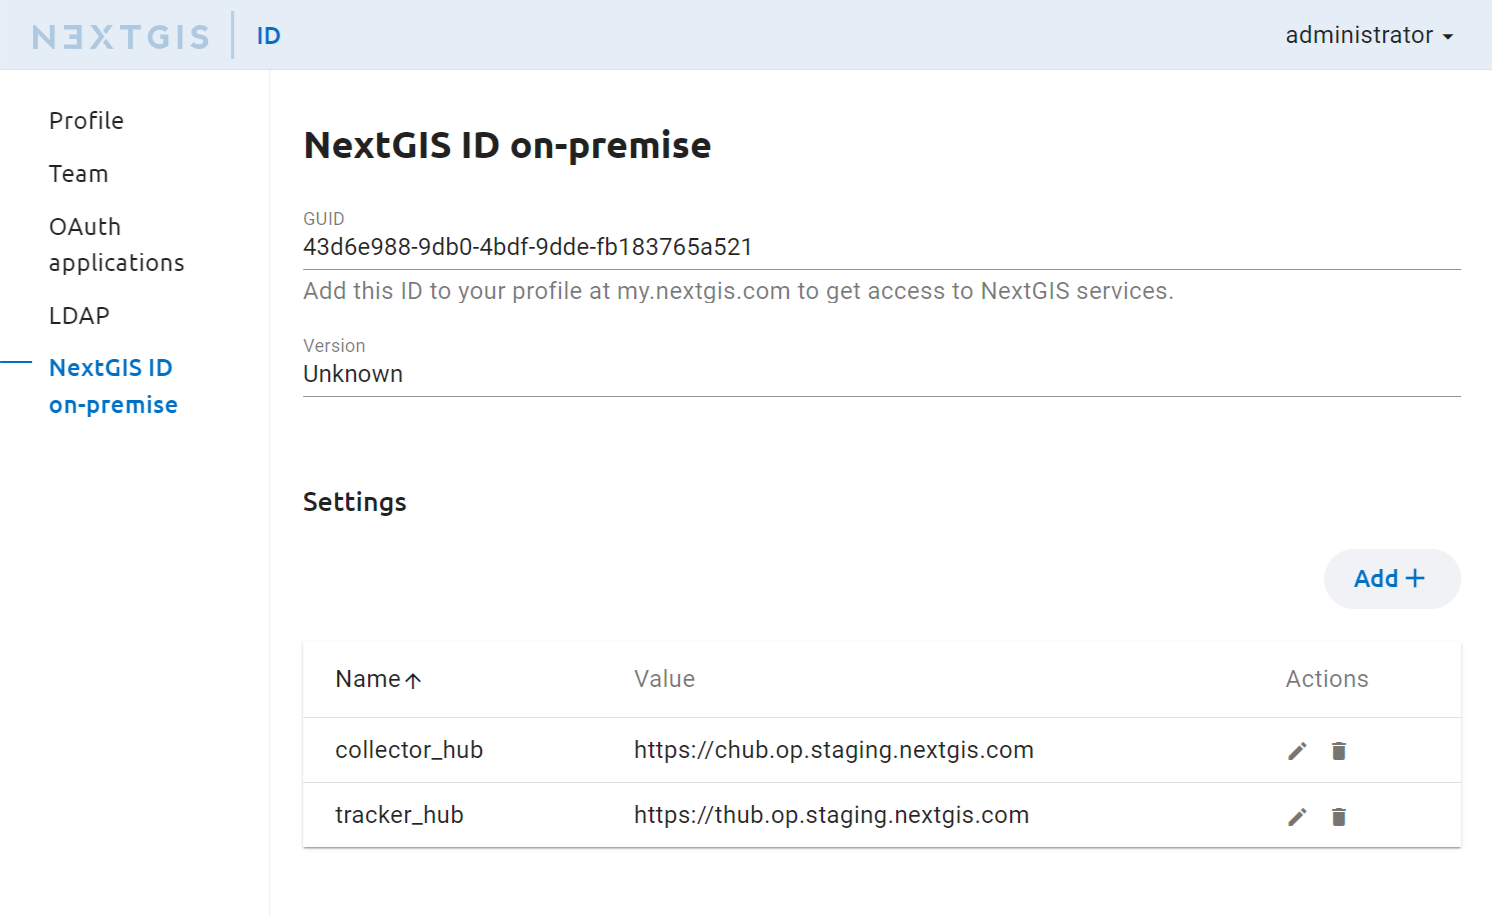 NEXTGIS ID administrator
Profile
Team
OAuth
applications
LDAP
NextGIS ID
on-premise
NextGIS ID on-premise
GUID
43d6e988-9db0-4bdf-9dde-fb183765a521
Add this ID to your profile at my.nextgis.com to get access to NextGIS services.
Version
Unknown
Settings
Add +
Name Value Actions
collector_hub https://chub.op.staging.nextgis.com
tracker_hub https://thub.op.staging.nextgis.com